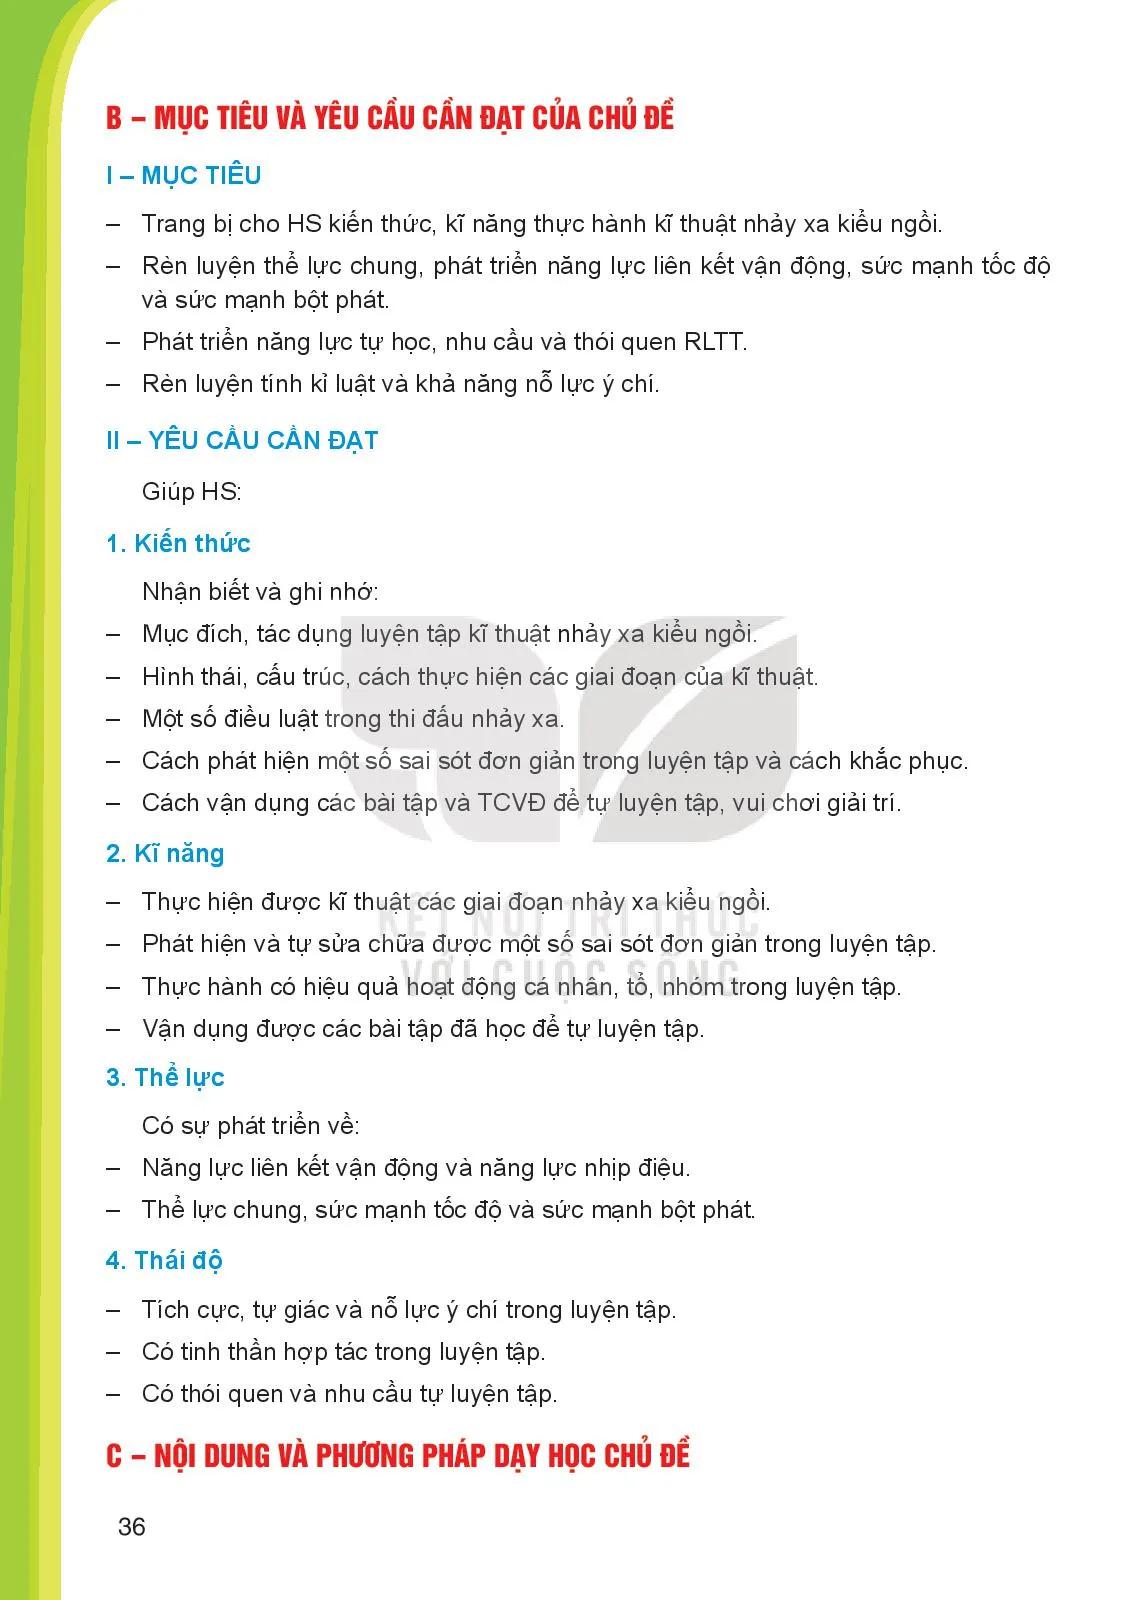 B – MỤC TIÊU VÀ YÊU CẦU CẦN ĐẠT CỦA CHỦ ĐỀ
I – MỤC TIÊU
– Trang bị cho HS kiến thức, kĩ năng thực hành kĩ thuật nhảy xa kiểu ngồi.
– Rèn luyện thể lực chung, phát triển năng lực liên kết vận động, sức mạnh tốc độ
và sức mạnh bột phát.
– Phát triển năng lực tự học, nhu cầu và thói quen RLTT.
– Rèn luyện tính kỉ luật và khả năng nỗ lực ý chí.
II – YÊU CẦU CẦN ĐẠT
Giúp HS:
1. Kiến thức
Nhận biết và ghi nhớ:
– Mục đích, tác dụng luyện tập kĩ thuật nhảy xa kiểu ngồi.
– Hình thái, cấu trúc, cách thực hiện các giai đoạn của kĩ thuật.
– Một số điều luật trong thi đấu nhảy xa.
– Cách phát hiện một số sai sót đơn giản trong luyện tập và cách khắc phục.
– Cách vận dụng các bài tập và TCVĐ để tự luyện tập, vui chơi giải trí.
2. Kĩ năng
– Thực hiện được kĩ thuật các giai đoạn nhảy xa kiểu ngồi.
KẾT NỐI TRI THỨC
– Phát hiện và tự sửa chữa được một số sai sót đơn giản trong luyện tập.
VỚI CUỘC SỐNG
– Thực hành có hiệu quả hoạt động cá nhân, tổ, nhóm trong luyện tập.
– Vận dụng được các bài tập đã học để tự luyện tập.
3. Thể lực
Có sự phát triển về:
– Năng lực liên kết vận động và năng lực nhịp điệu.
– Thể lực chung, sức mạnh tốc độ và sức mạnh bột phát.
4. Thái độ
– Tích cực, tự giác và nỗ lực ý chí trong luyện tập.
– Có tinh thần hợp tác trong luyện tập.
– Có thói quen và nhu cầu tự luyện tập.
C – NỘI DUNG VÀ PHƯƠNG PHÁP DẠY HỌC CHỦ ĐỀ
36